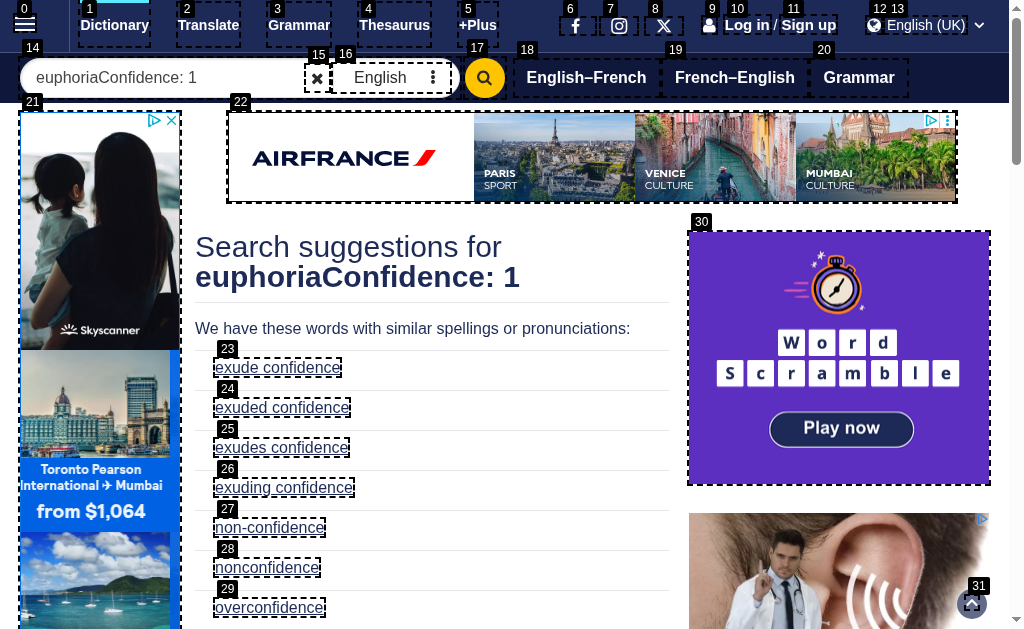 0 1 2 3 4 5 6 7 8 9 10 11 12 13
Dictionary Translate Grammar Thesaurus +Plus Log in / Sign up English (UK)
14 15 16 17 18 19 20
euphoriaConfidence: 1 English English–French French–English Grammar
21 22
AIRFRANCE
PARIS
SPORT
VENICE
CULTURE
MUMBAI
CULTURE
Skyscanner
Toronto Pearson
International ✈ Mumbai
from $1,064
Search suggestions for
euphoriaConfidence: 1
We have these words with similar spellings or pronunciations:
23
exude confidence
24
exuded confidence
25
exudes confidence
26
exuding confidence
27
non-confidence
28
nonconfidence
29
overconfidence
30
Word
Scramble
Play now
31